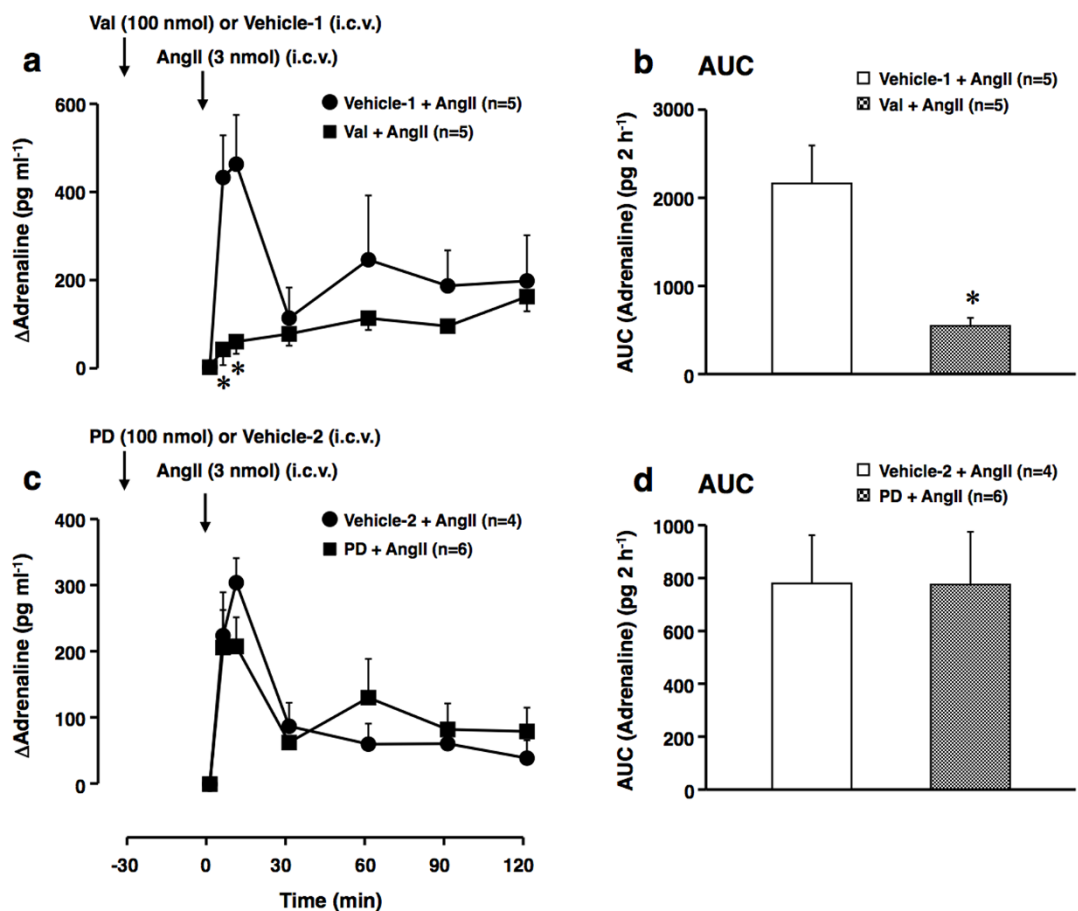 Val (100 nmol) or Vehicle-1 (i.c.v.)
AngII (3 nmol) (i.c.v.)
a
Vehicle-1 + AngII (n=5)
Val + AngII (n=5)
ΔAdrenaline (pg ml⁻¹)
600
400
200
0
*
*
b
AUC
Vehicle-1 + AngII (n=5)
Val + AngII (n=5)
AUC (Adrenaline) (pg 2 h⁻¹)
3000
2000
1000
0
*
PD (100 nmol) or Vehicle-2 (i.c.v.)
AngII (3 nmol) (i.c.v.)
c
Vehicle-2 + AngII (n=4)
PD + AngII (n=6)
ΔAdrenaline (pg ml⁻¹)
400
300
200
100
0
-30 0 30 60 90 120
Time (min)
d
AUC
Vehicle-2 + AngII (n=4)
PD + AngII (n=6)
AUC (Adrenaline) (pg 2 h⁻¹)
1000
800
600
400
200
0